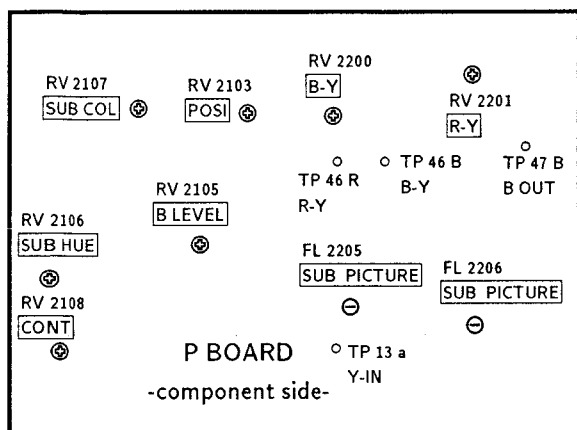 RV 2200
B-Y
RV 2107
SUB COL
RV 2103
POSI
RV 2201
R-Y
TP 46 R
R-Y
TP 46 B
B-Y
TP 47 B
B OUT
RV 2105
B LEVEL
RV 2106
SUB HUE
FL 2205
SUB PICTURE
FL 2206
SUB PICTURE
RV 2108
CONT
P BOARD
-component side-
TP 13 a
Y-IN